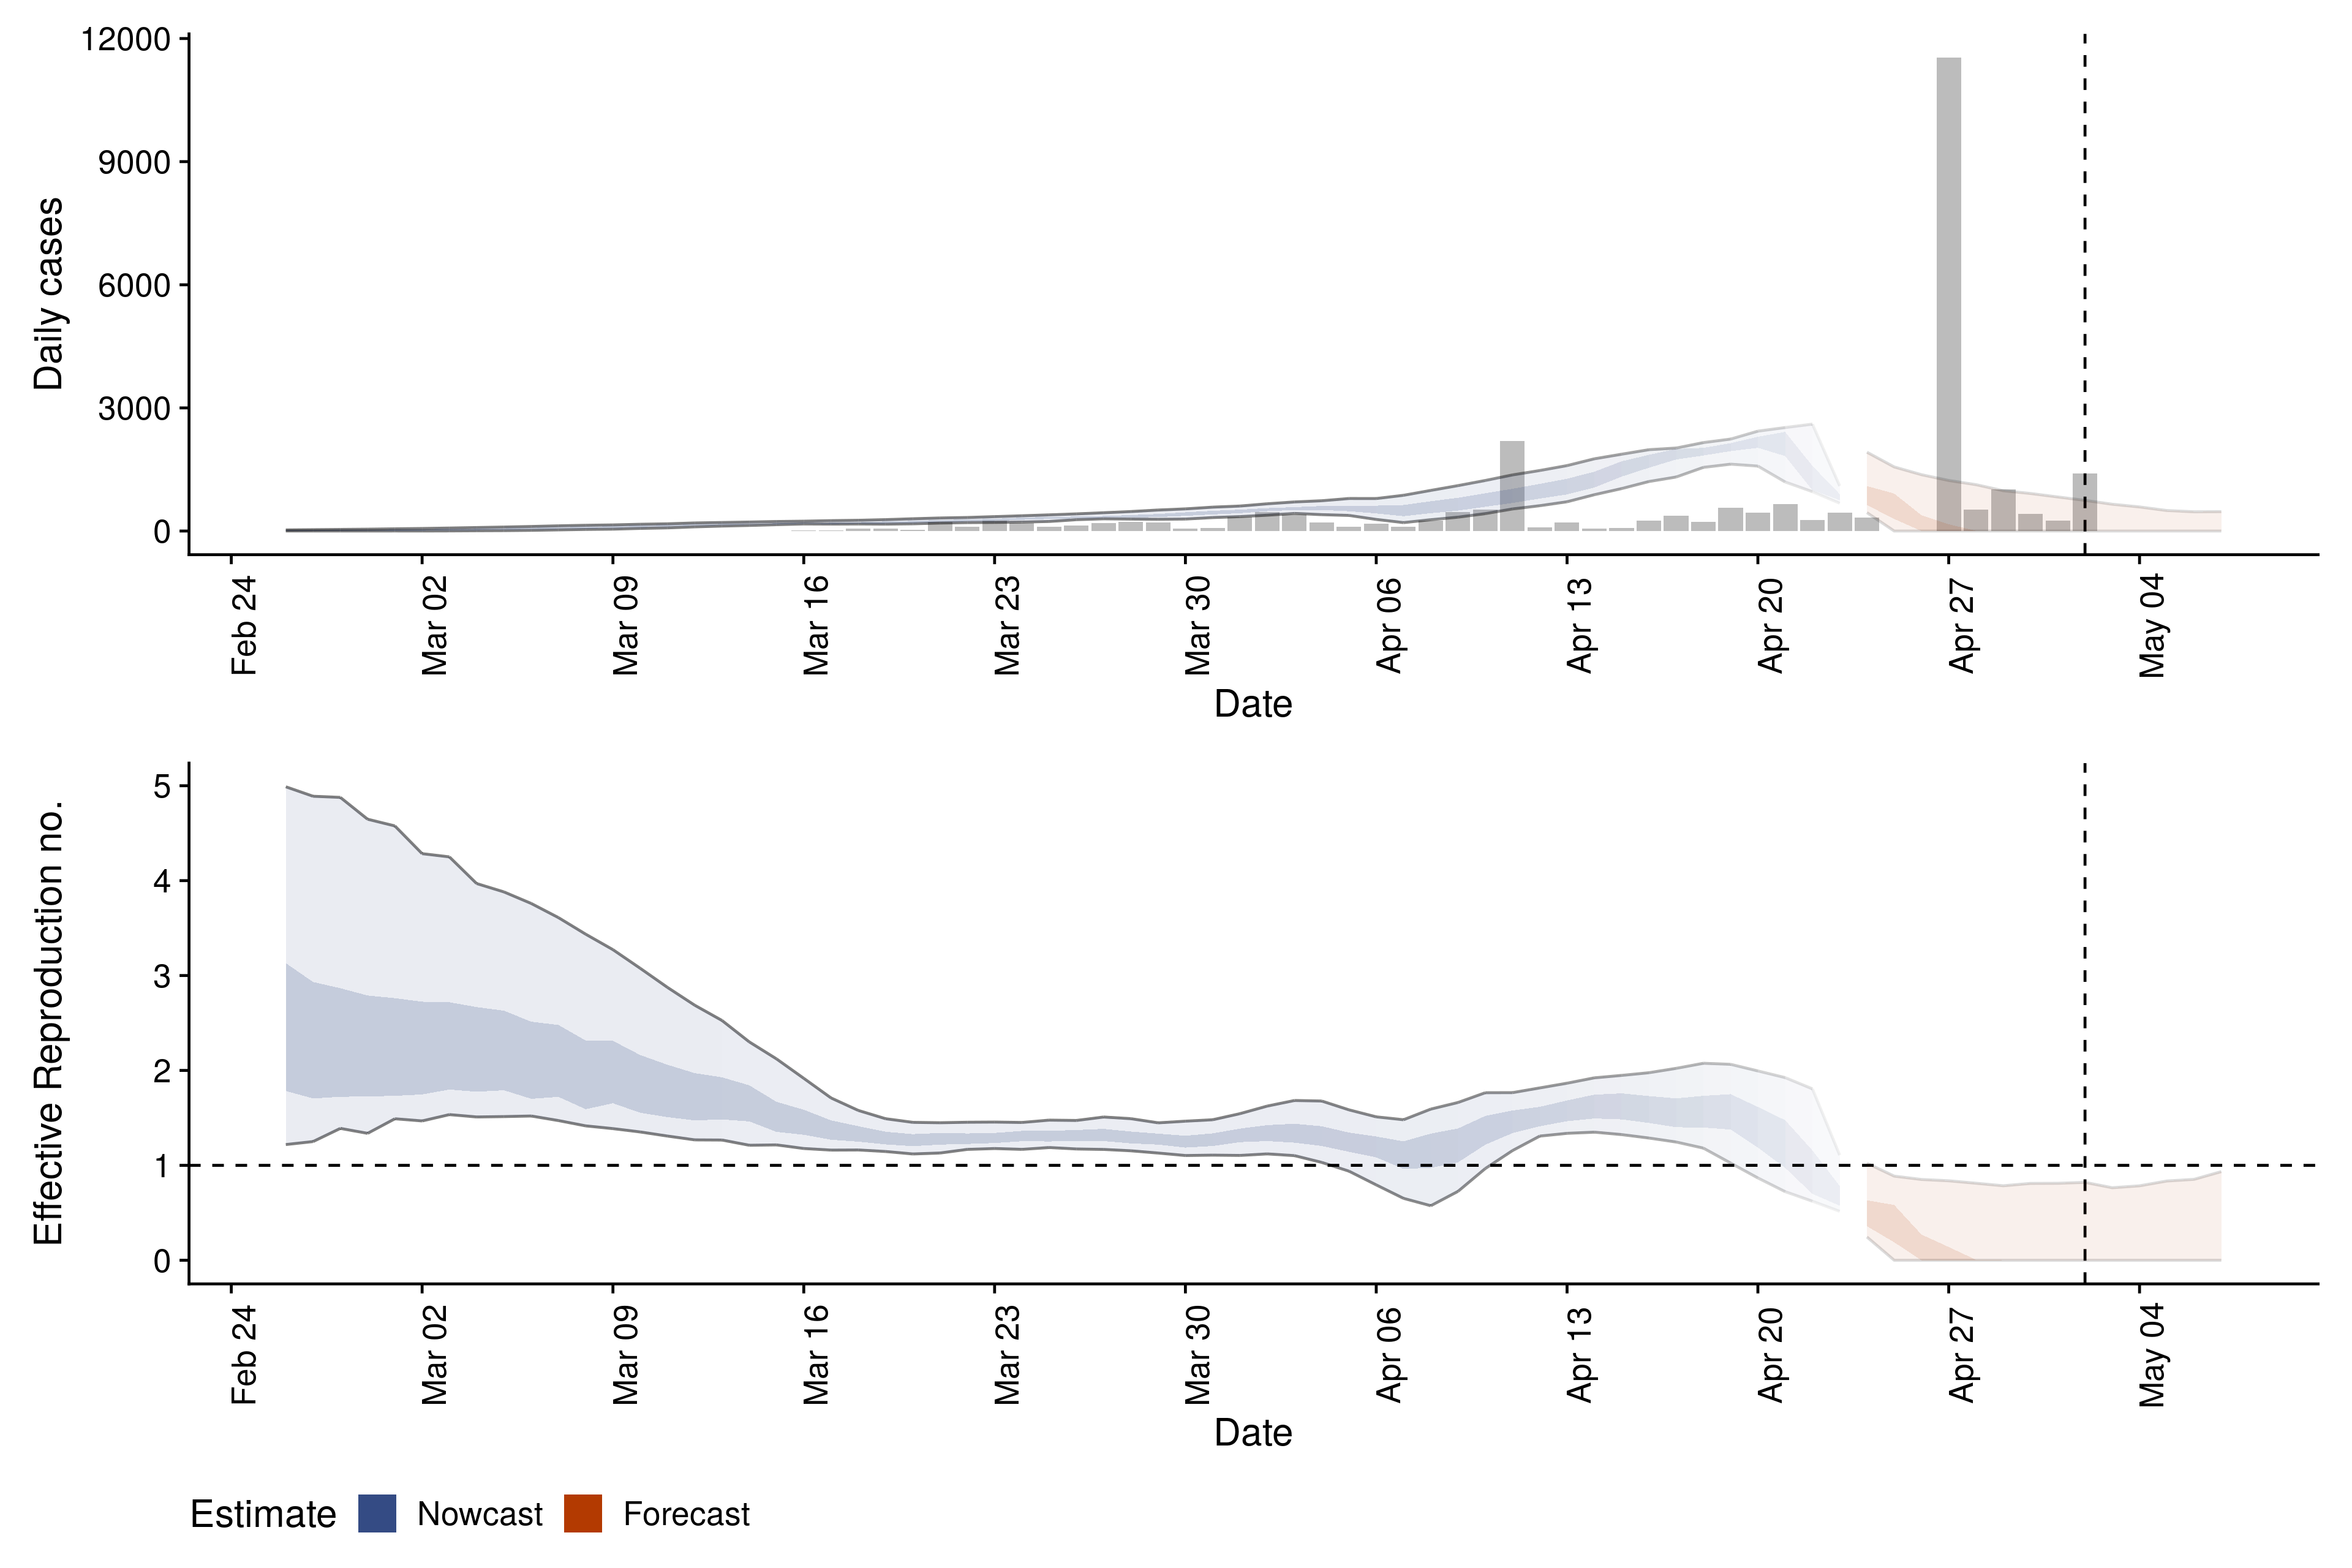 Daily cases
12000
9000
6000
3000
0
Feb 24
Mar 02
Mar 09
Mar 16
Mar 23
Mar 30
Apr 06
Apr 13
Apr 20
Apr 27
May 04
Date
Effective Reproduction no.
5
4
3
2
1
0
Feb 24
Mar 02
Mar 09
Mar 16
Mar 23
Mar 30
Apr 06
Apr 13
Apr 20
Apr 27
May 04
Date
Estimate Nowcast Forecast